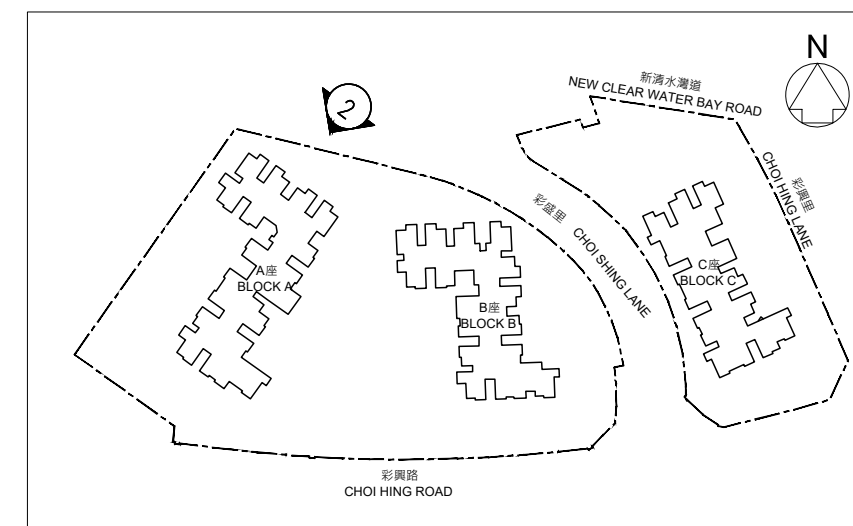 N
新清水灣道
NEW CLEAR WATER BAY ROAD
2
彩興里
CHOI HING LANE
彩盛里
CHOI SHING LANE
A座
BLOCK A
B座
BLOCK B
C座
BLOCK C
彩興路
CHOI HING ROAD